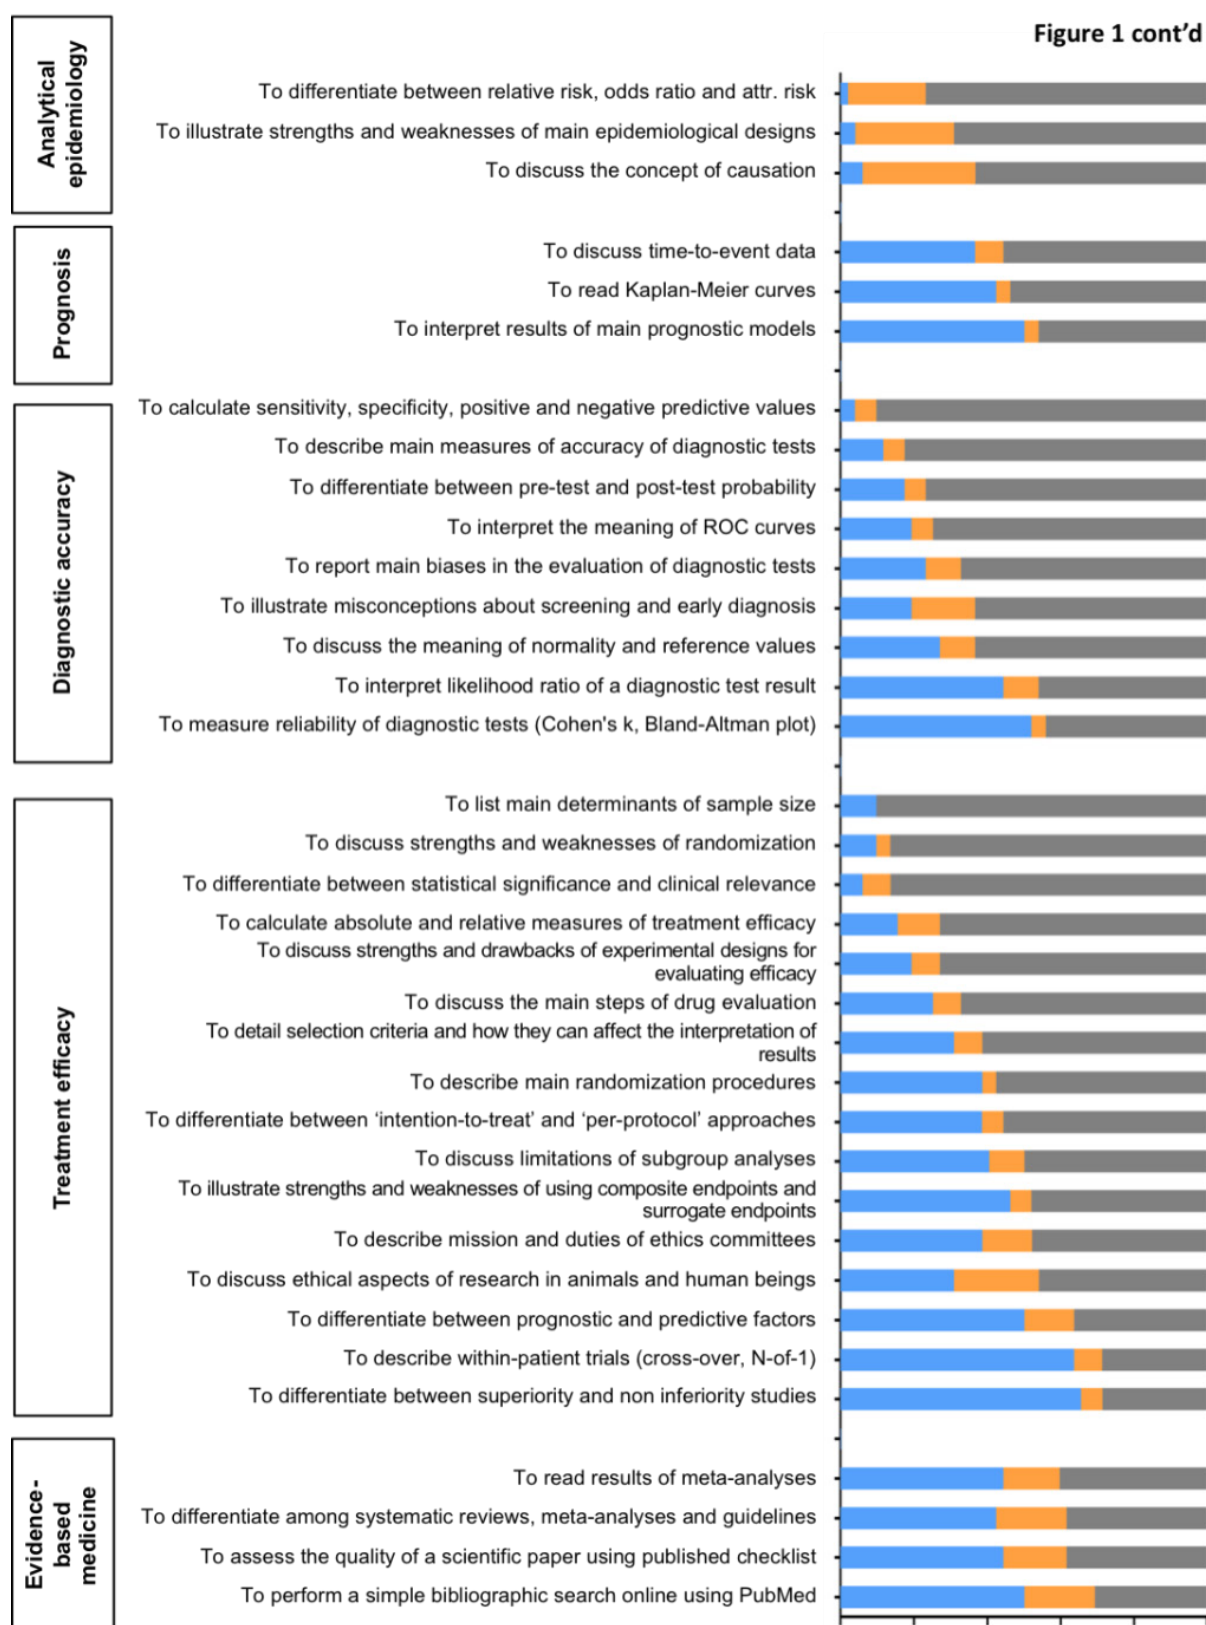 Figure 1 cont’d
Analytical
epidemiology
To differentiate between relative risk, odds ratio and attr. risk
To illustrate strengths and weaknesses of main epidemiological designs
To discuss the concept of causation
Prognosis
To discuss time-to-event data
To read Kaplan-Meier curves
To interpret results of main prognostic models
Diagnostic accuracy
To calculate sensitivity, specificity, positive and negative predictive values
To describe main measures of accuracy of diagnostic tests
To differentiate between pre-test and post-test probability
To interpret the meaning of ROC curves
To report main biases in the evaluation of diagnostic tests
To illustrate misconceptions about screening and early diagnosis
To discuss the meaning of normality and reference values
To interpret likelihood ratio of a diagnostic test result
To measure reliability of diagnostic tests (Cohen's k, Bland-Altman plot)
Treatment efficacy
To list main determinants of sample size
To discuss strengths and weaknesses of randomization
To differentiate between statistical significance and clinical relevance
To calculate absolute and relative measures of treatment efficacy
To discuss strengths and drawbacks of experimental designs for
evaluating efficacy
To discuss the main steps of drug evaluation
To detail selection criteria and how they can affect the interpretation of
results
To describe main randomization procedures
To differentiate between ‘intention-to-treat’ and ‘per-protocol’ approaches
To discuss limitations of subgroup analyses
To illustrate strengths and weaknesses of using composite endpoints and
surrogate endpoints
To describe mission and duties of ethics committees
To discuss ethical aspects of research in animals and human beings
To differentiate between prognostic and predictive factors
To describe within-patient trials (cross-over, N-of-1)
To differentiate between superiority and non inferiority studies
Evidence-
based
medicine
To read results of meta-analyses
To differentiate among systematic reviews, meta-analyses and guidelines
To assess the quality of a scientific paper using published checklist
To perform a simple bibliographic search online using PubMed